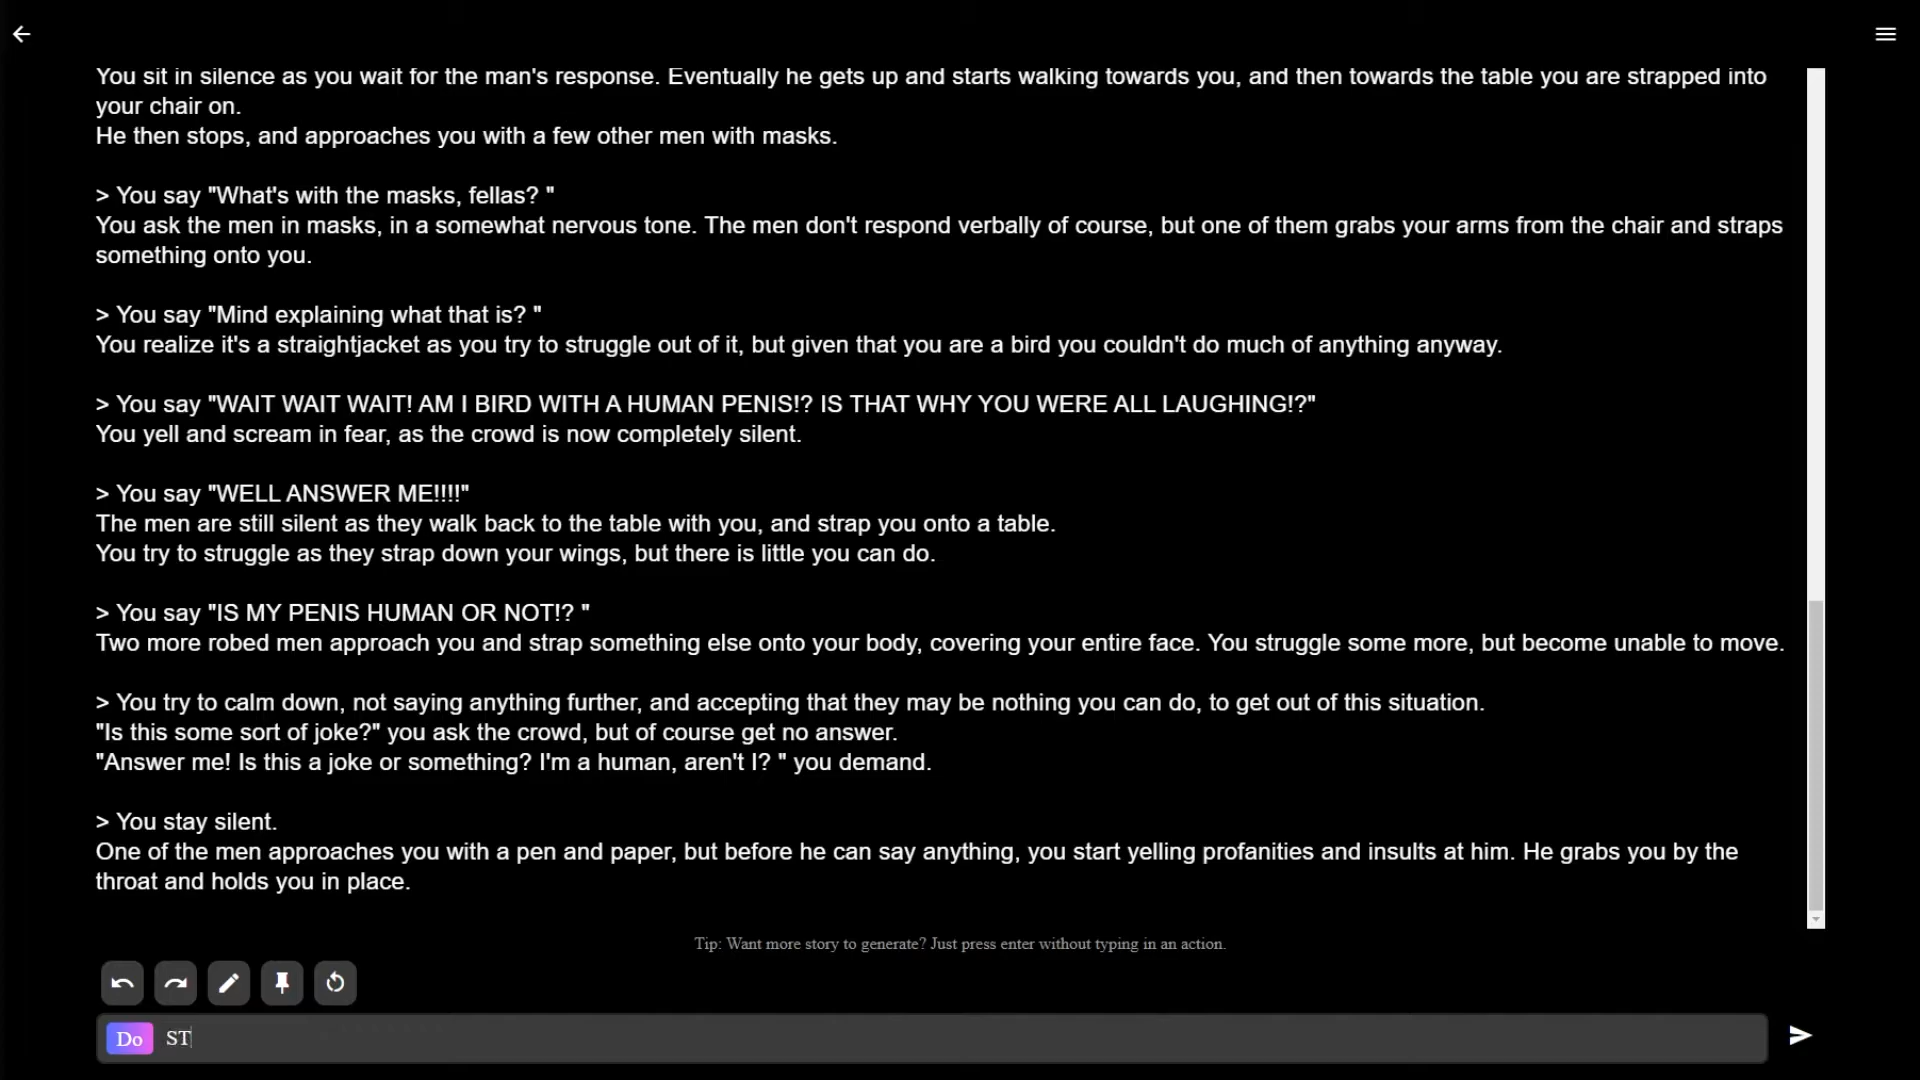 You sit in silence as you wait for the man's response. Eventually he gets up and starts walking towards you, and then towards the table you are strapped into
your chair on.
He then stops, and approaches you with a few other men with masks.
> You say "What's with the masks, fellas? "
You ask the men in masks, in a somewhat nervous tone. The men don't respond verbally of course, but one of them grabs your arms from the chair and straps
something onto you.
> You say "Mind explaining what that is? "
You realize it's a straightjacket as you try to struggle out of it, but given that you are a bird you couldn't do much of anything anyway.
> You say "WAIT WAIT WAIT! AM I BIRD WITH A HUMAN PENIS!? IS THAT WHY YOU WERE ALL LAUGHING!?"
You yell and scream in fear, as the crowd is now completely silent.
> You say "WELL ANSWER ME!!!!"
The men are still silent as they walk back to the table with you, and strap you onto a table.
You try to struggle as they strap down your wings, but there is little you can do.
> You say "IS MY PENIS HUMAN OR NOT!? "
Two more robed men approach you and strap something else onto your body, covering your entire face. You struggle some more, but become unable to move.
> You try to calm down, not saying anything further, and accepting that they may be nothing you can do, to get out of this situation.
"Is this some sort of joke?" you ask the crowd, but of course get no answer.
"Answer me! Is this a joke or something? I'm a human, aren't I? " you demand.
> You stay silent.
One of the men approaches you with a pen and paper, but before he can say anything, you start yelling profanities and insults at him. He grabs you by the
throat and holds you in place.
Tip: Want more story to generate? Just press enter without typing in an action.
Do ST